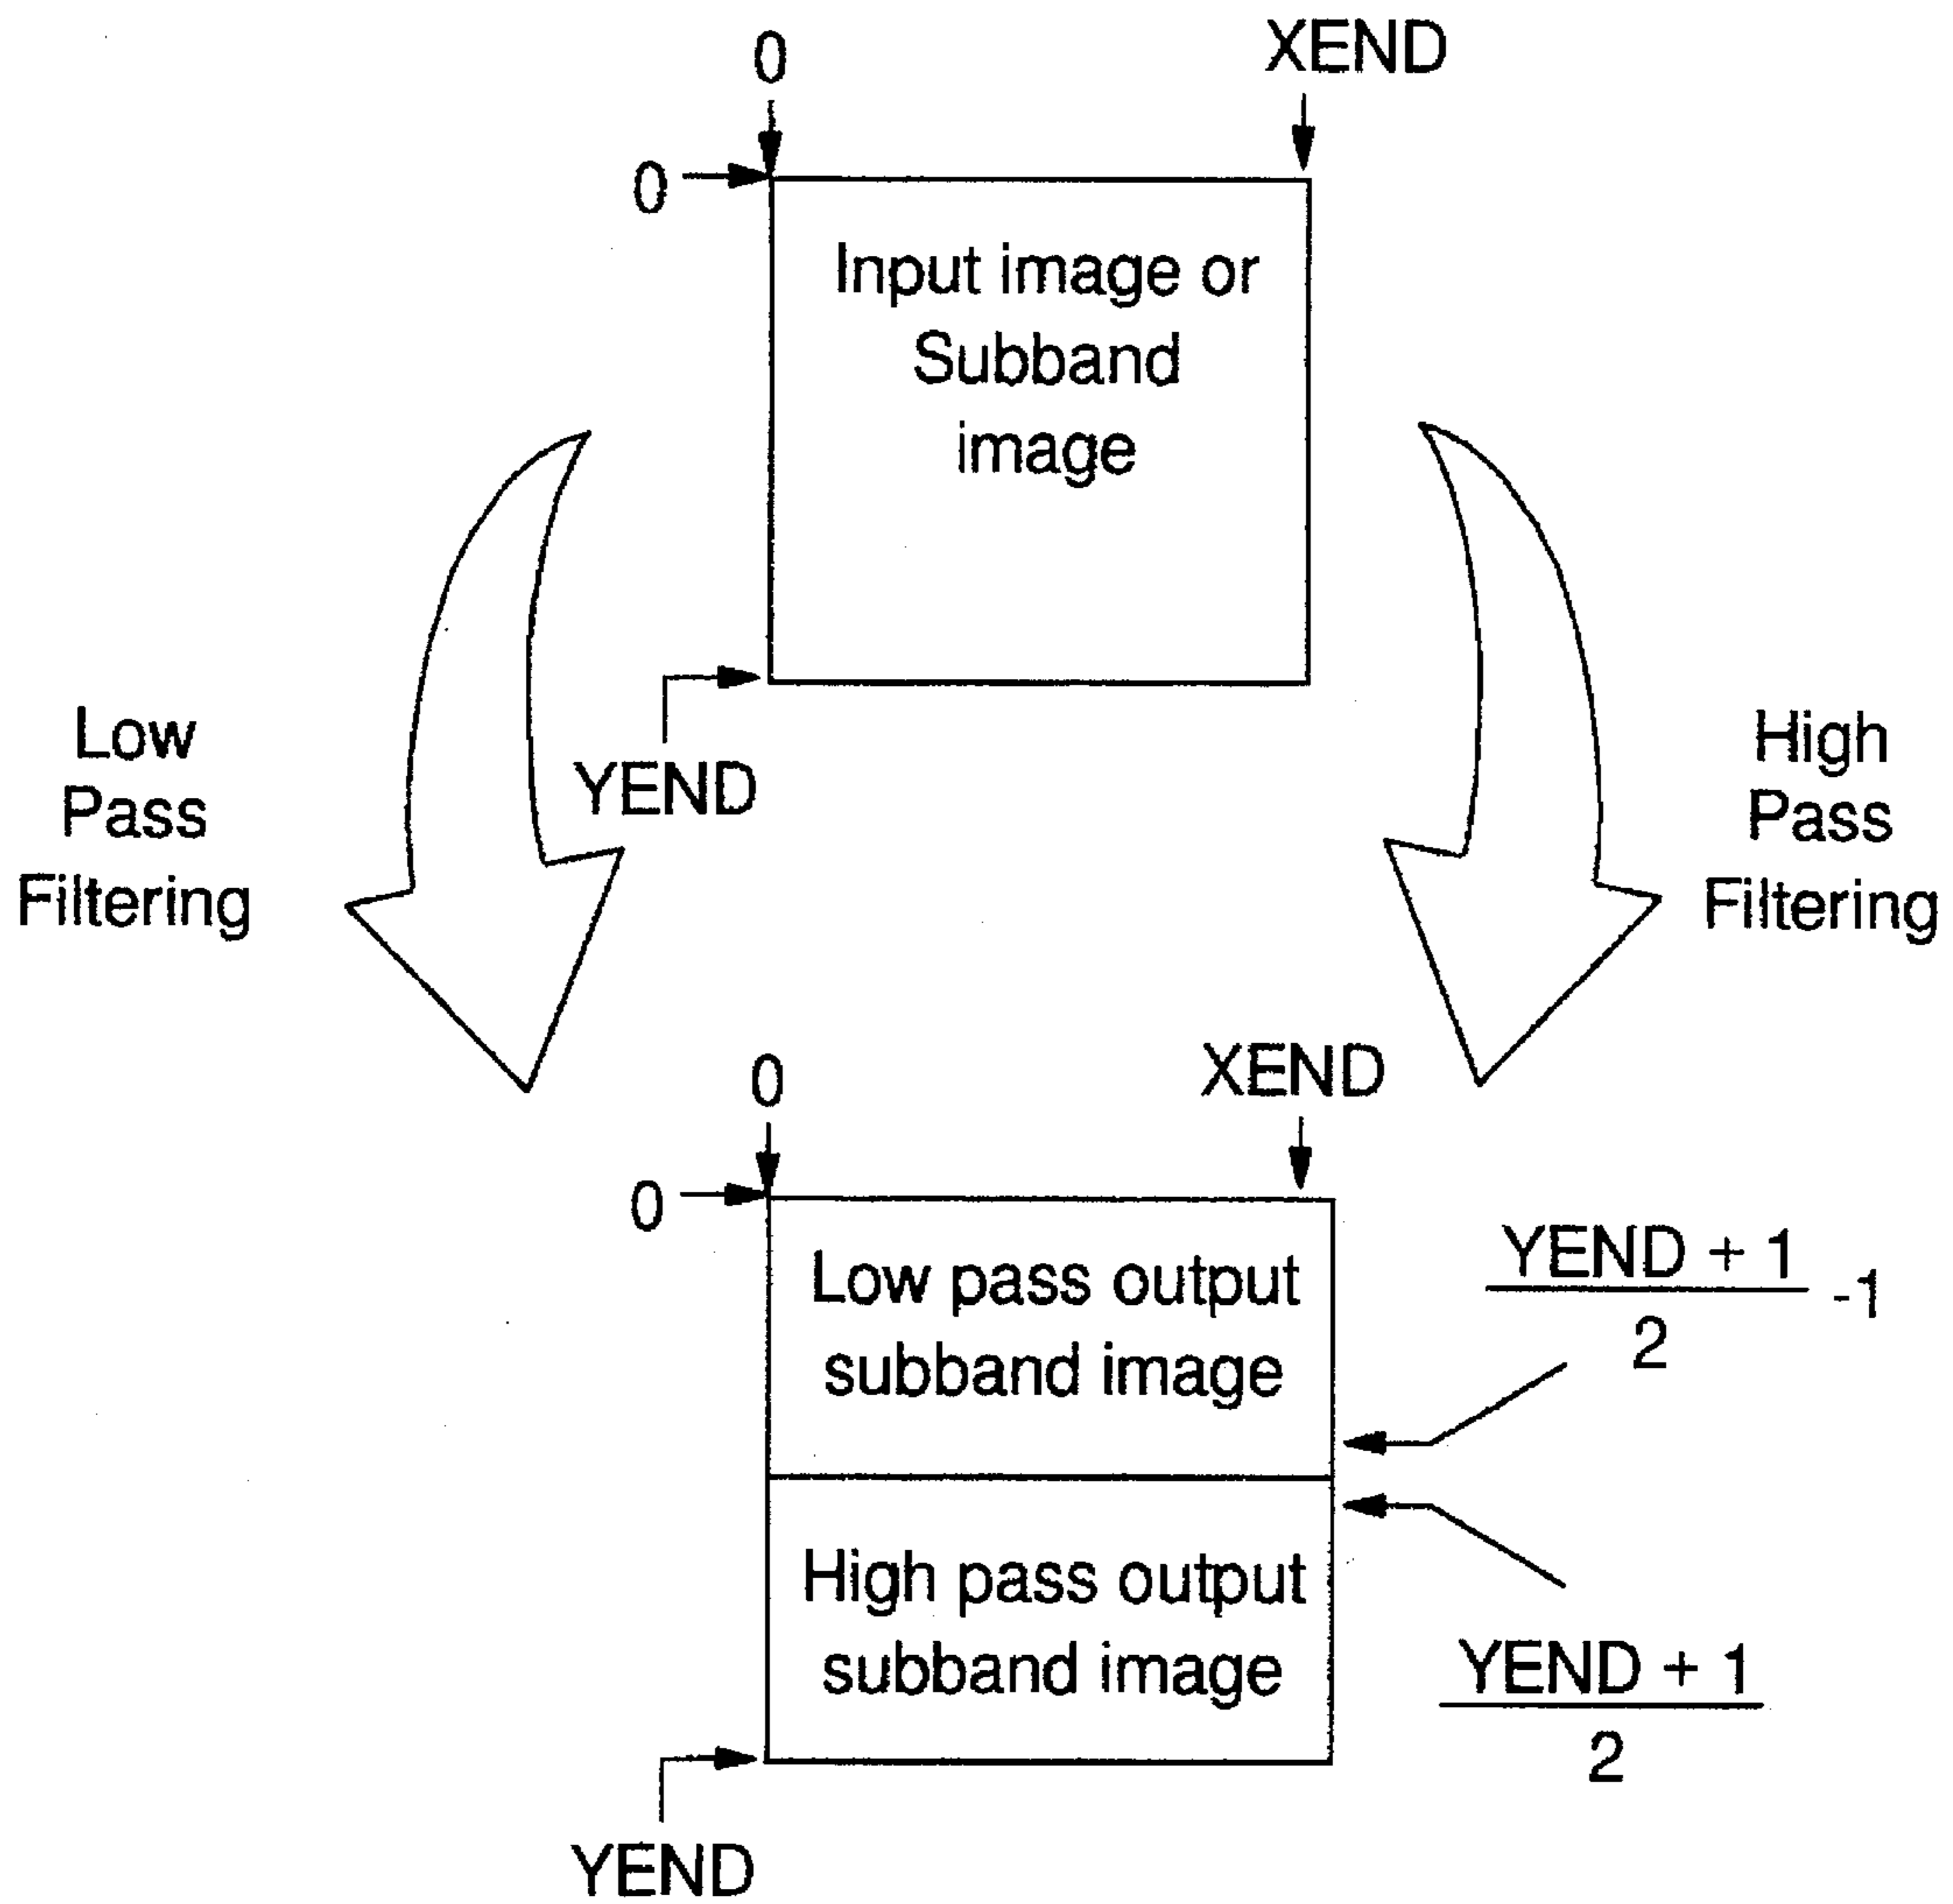 0
XEND
0
Input image or
Subband
image
YEND
Low
Pass
Filtering
High
Pass
Filtering
0
XEND
0
Low pass output
subband image
YEND + 1
-1
2
High pass output
subband image
YEND + 1
2
YEND